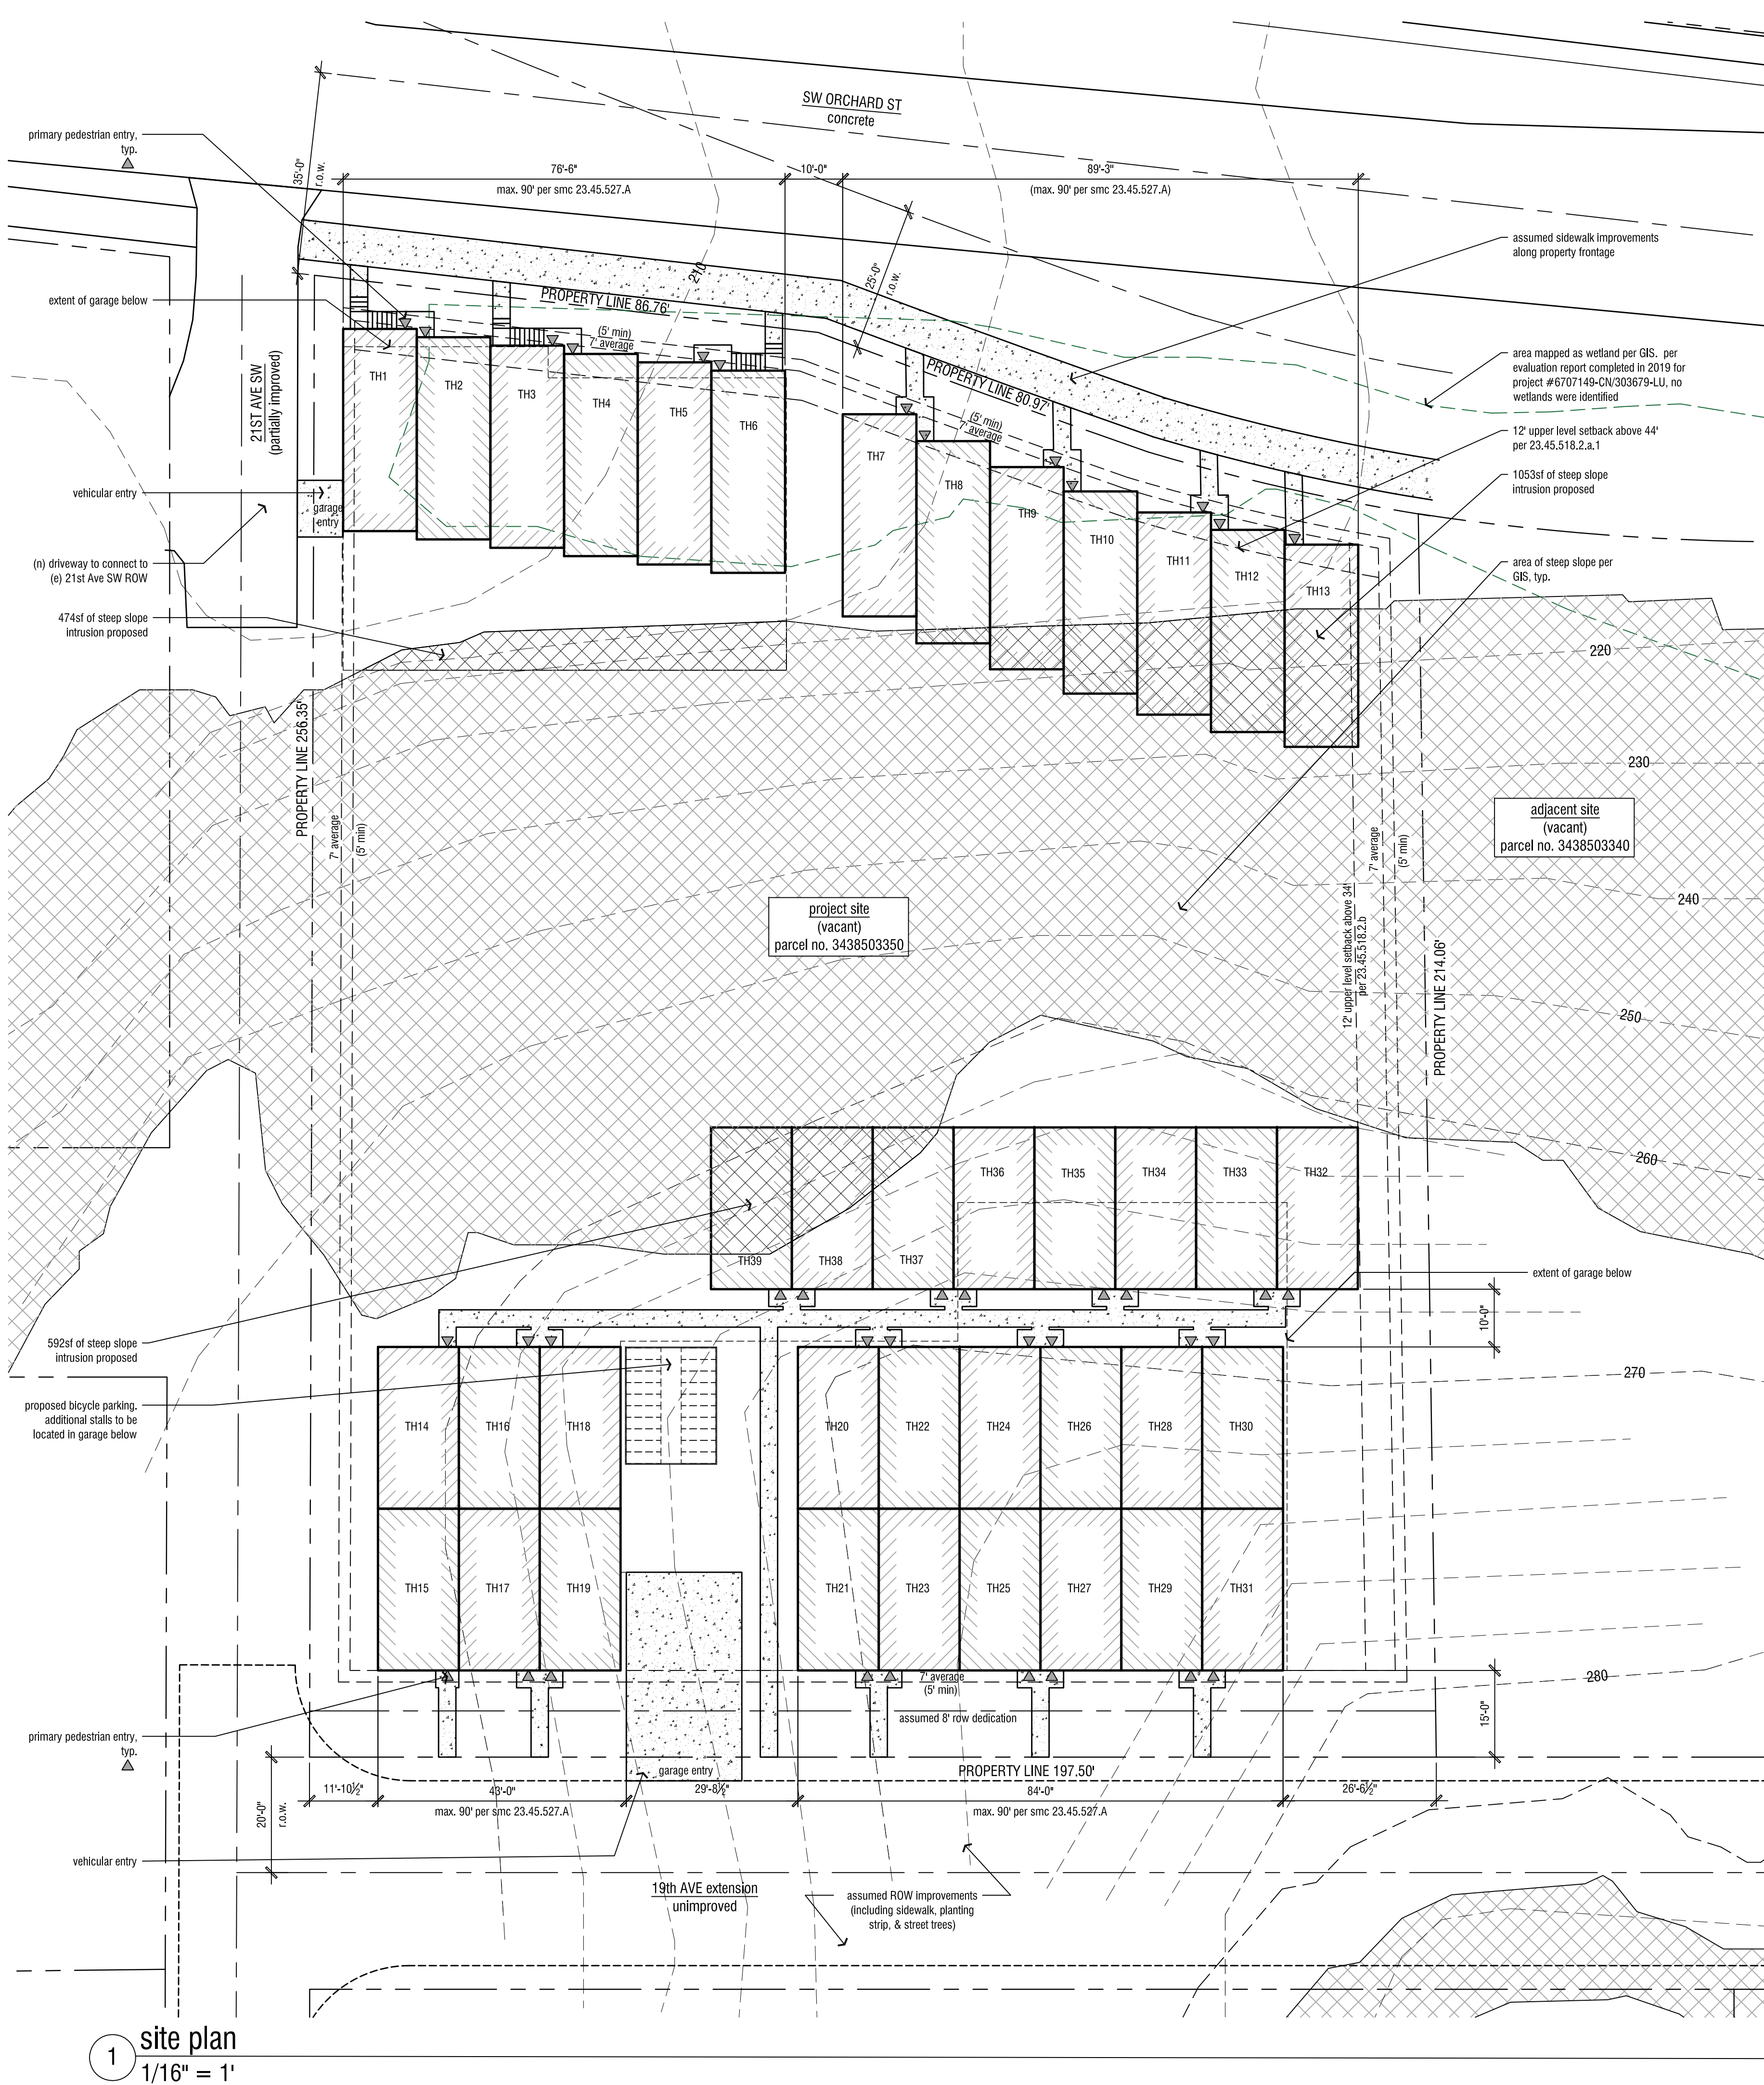 SW ORCHARD ST
concrete
primary pedestrian entry,
typ.
35'-0"
r.o.w.
76'-6"
max. 90' per smc 23.45.527.A
10'-0"
89'-3"
(max. 90' per smc 23.45.527.A)
assumed sidewalk improvements
along property frontage
210
25'-0"
r.o.w.
extent of garage below
PROPERTY LINE 86.76'
(5' min)
7' average
PROPERTY LINE 80.97'
(5' min)
7' average
area mapped as wetland per GIS. per
evaluation report completed in 2019 for
project #6707149-CN/303679-LU, no
wetlands were identified
21ST AVE SW
(partially improved)
TH1
TH2
TH3
TH4
TH5
TH6
TH7
TH8
TH9
TH10
TH11
TH12
TH13
12' upper level setback above 44'
per 23.45.518.2.a.1
1053sf of steep slope
intrusion proposed
vehicular entry
garage
entry
(n) driveway to connect to
(e) 21st Ave SW ROW
area of steep slope per
GIS, typ.
474sf of steep slope
intrusion proposed
220
PROPERTY LINE 256.35'
7' average
(5' min)
230
adjacent site
(vacant)
parcel no. 3438503340
7' average
(5' min)
240
project site
(vacant)
parcel no. 3438503350
12' upper level setback above 34'
per 23.45.518.2.b
PROPERTY LINE 214.06'
250
260
TH39
TH38
TH37
TH36
TH35
TH34
TH33
TH32
extent of garage below
10'-0"
592sf of steep slope
intrusion proposed
270
proposed bicycle parking.
additional stalls to be
located in garage below
TH14
TH16
TH18
TH20
TH22
TH24
TH26
TH28
TH30
TH15
TH17
TH19
TH21
TH23
TH25
TH27
TH29
TH31
7' average
(5' min)
280
assumed 8' row dedication
15'-0"
primary pedestrian entry,
typ.
garage entry
PROPERTY LINE 197.50'
11'-10½"
43'-0"
29'-8½"
84'-0"
26'-6½"
max. 90' per smc 23.45.527.A
max. 90' per smc 23.45.527.A
20'-0"
r.o.w.
vehicular entry
19th AVE extension
unimproved
assumed ROW improvements
(including sidewalk, planting
strip, & street trees)
1
site plan
1/16" = 1'